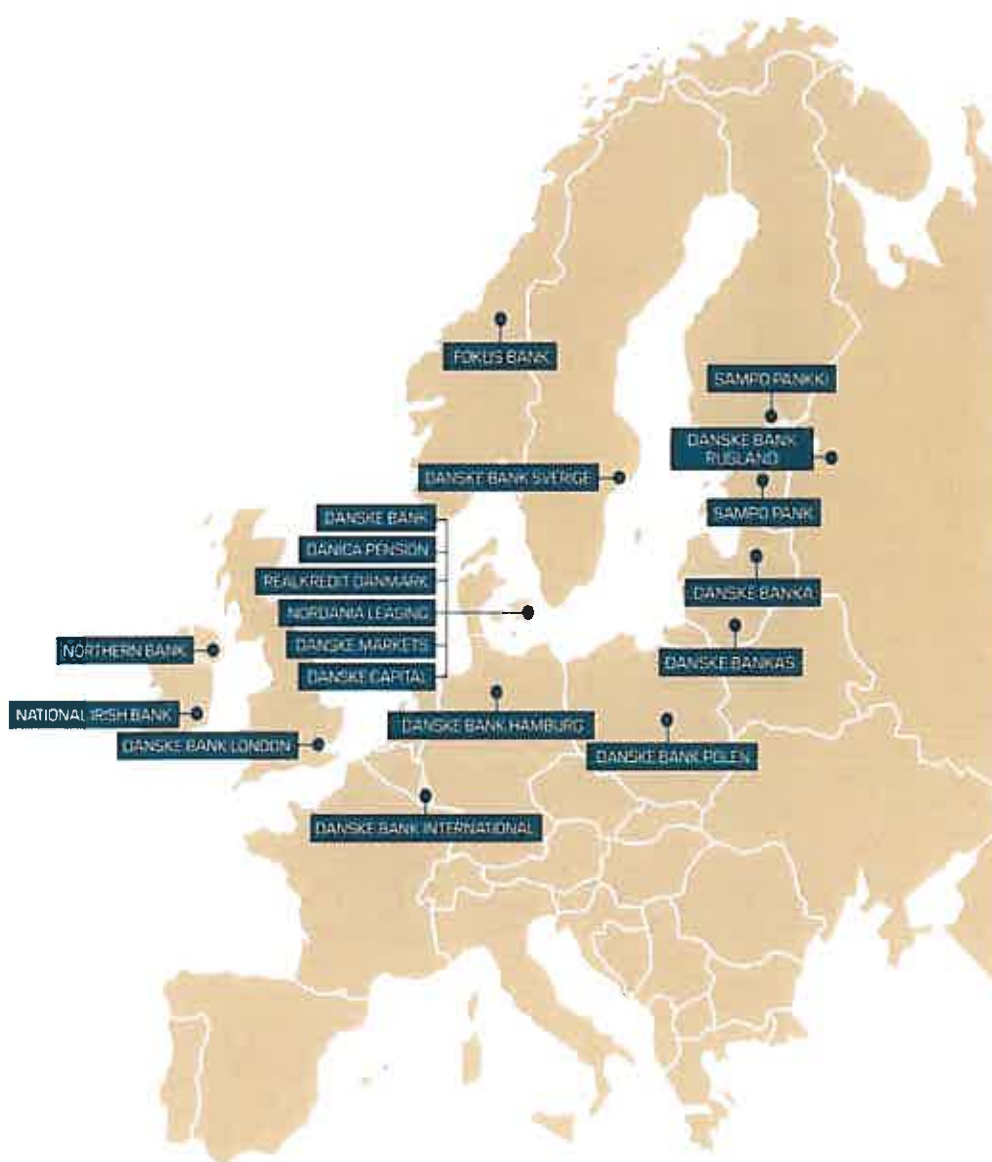 FOKUS BANK
SAMPO PANKKI
DANSKE BANK
RUSLAND
DANSKE BANK SVERIGE
SAMPO PANK
DANSKE BANK
DANICA PENSION
REALKREDIT DANMARK
NORDANIA LEASING
DANSKE MARKETS
DANSKE CAPITAL
DANSKE BANKA
DANSKE BANKAS
NORTHERN BANK
NATIONAL IRISH BANK
DANSKE BANK LONDON
DANSKE BANK HAMBURG
DANSKE BANK POLEN
DANSKE BANK INTERNATIONAL